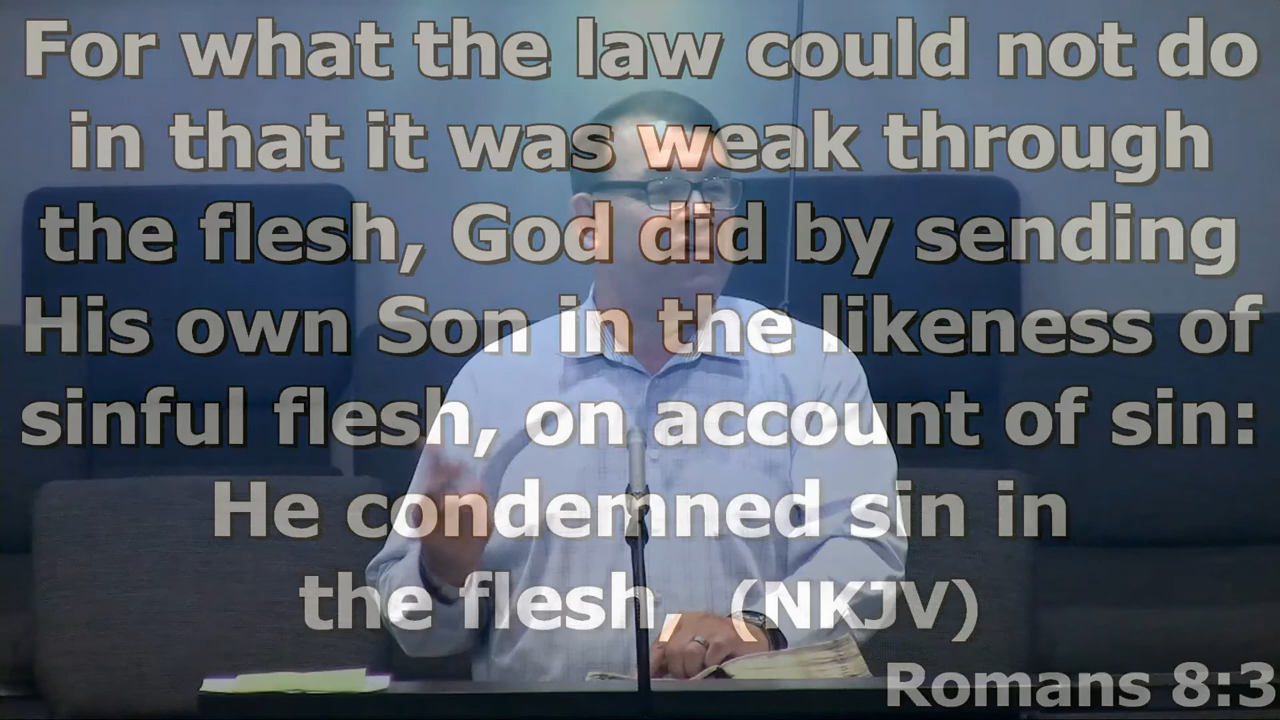 For what the law could not do
in that it was weak through
the flesh, God did by sending
His own Son in the likeness of
sinful flesh, on account of sin:
He condemned sin in
the flesh, (NKJV)
Romans 8:3